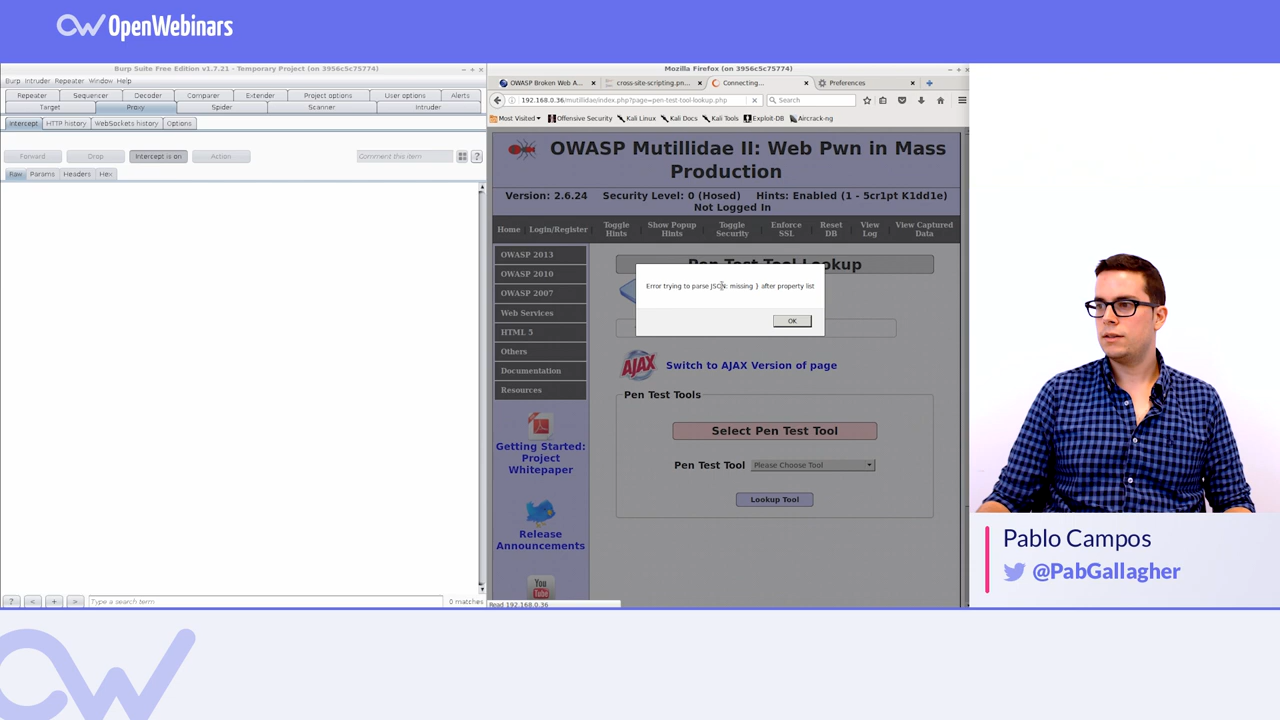 OpenWebinars
Burp Suite Free Edition v1.7.21 - Temporary Project (on 3956c5c75774)
Burp Intruder Repeater Window Help
Repeater Sequencer Decoder Comparer Extender Project options User options Alerts
Target Proxy Spider Scanner Intruder
Intercept HTTP history WebSockets history Options
Forward Drop Intercept is on Action Comment this item ?
Raw Params Headers Hex
? < + > Type a search term 0 matches
Mozilla Firefox (on 3956c5c75774)
OWASP Broken Web A... cross-site-scripting.pn... Connecting... Preferences
192.168.0.36/mutillidae/index.php?page=pen-test-tool-lookup.php Search
Most Visited Offensive Security Kali Linux Kali Docs Kali Tools Exploit-DB Aircrack-ng
OWASP Mutillidae II: Web Pwn in Mass
Production
Version: 2.6.24 Security Level: 0 (Hosed) Hints: Enabled (1 - 5cr1pt K1dd1e)
Not Logged In
Home Login/Register Toggle Hints Show Popup Hints Toggle Security Enforce SSL Reset DB View Log View Captured Data
OWASP 2013
OWASP 2010
OWASP 2007
Web Services
HTML 5
Others
Documentation
Resources
Getting Started:
Project
Whitepaper
Release
Announcements
You
Tube
Pen Test Tool Lookup
Error trying to parse JSON: missing } after property list
OK
AJAX
Switch to AJAX Version of page
Pen Test Tools
Select Pen Test Tool
Pen Test Tool Please Choose Tool
Lookup Tool
Read 192.168.0.36
Pablo Campos
@PabGallagher